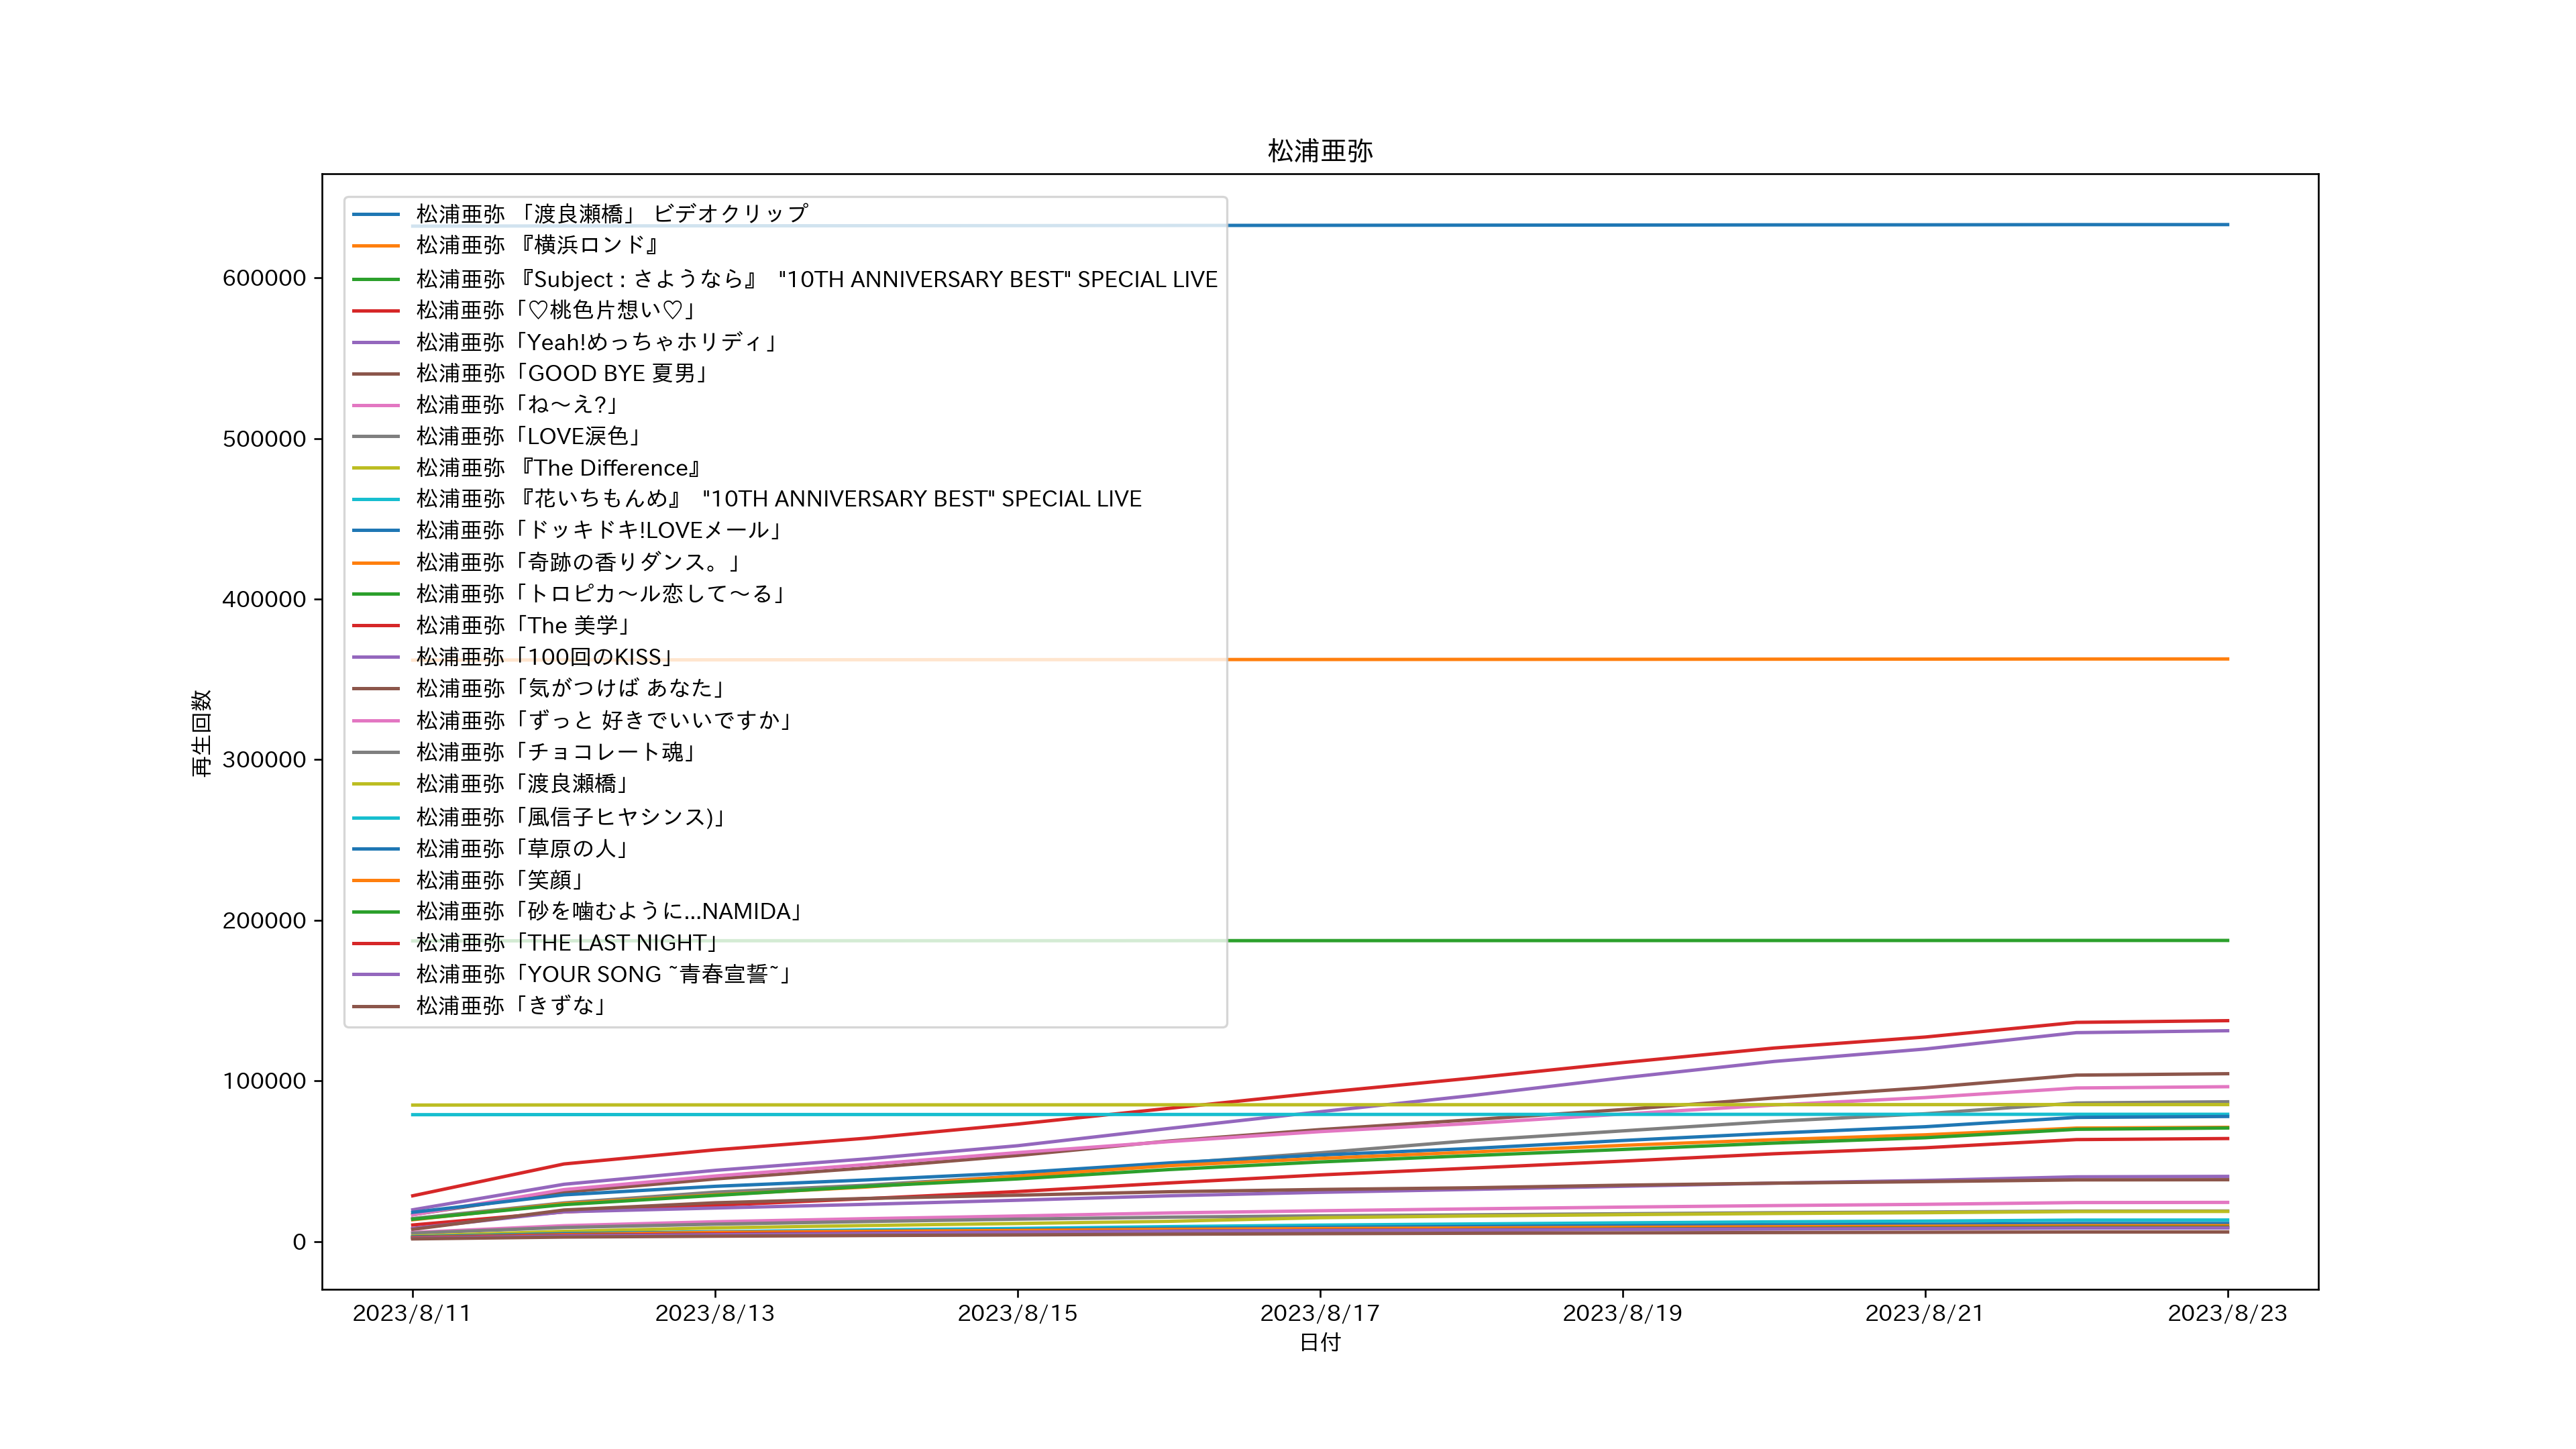 松浦亜弥
松浦亜弥 「渡良瀬橋」 ビデオクリップ
松浦亜弥 『横浜ロンド』
松浦亜弥 『Subject : さようなら』 "10TH ANNIVERSARY BEST" SPECIAL LIVE
松浦亜弥「♡桃色片想い♡」
松浦亜弥「Yeah!めっちゃホリディ」
松浦亜弥「GOOD BYE 夏男」
松浦亜弥「ね～え?」
松浦亜弥「LOVE涙色」
松浦亜弥 『The Difference』
松浦亜弥 『花いちもんめ』 "10TH ANNIVERSARY BEST" SPECIAL LIVE
松浦亜弥「ドッキドキ!LOVEメール」
松浦亜弥「奇跡の香りダンス。」
松浦亜弥「トロピカ～ル恋して～る」
松浦亜弥「The 美学」
松浦亜弥「100回のKISS」
松浦亜弥「気がつけば あなた」
松浦亜弥「ずっと 好きでいいですか」
松浦亜弥「チョコレート魂」
松浦亜弥「渡良瀬橋」
松浦亜弥「風信子ヒヤシンス)」
松浦亜弥「草原の人」
松浦亜弥「笑顔」
松浦亜弥「砂を噛むように…NAMIDA」
松浦亜弥「THE LAST NIGHT」
松浦亜弥「YOUR SONG ~青春宣誓~」
松浦亜弥「きずな」
再生回数
600000
500000
400000
300000
200000
100000
0
2023/8/11 2023/8/13 2023/8/15 2023/8/17 2023/8/19 2023/8/21 2023/8/23
日付